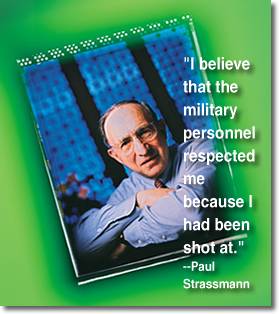 "I believe
that the
military
personnel
respected
me
because I
had been
shot at."
--Paul
Strassmann